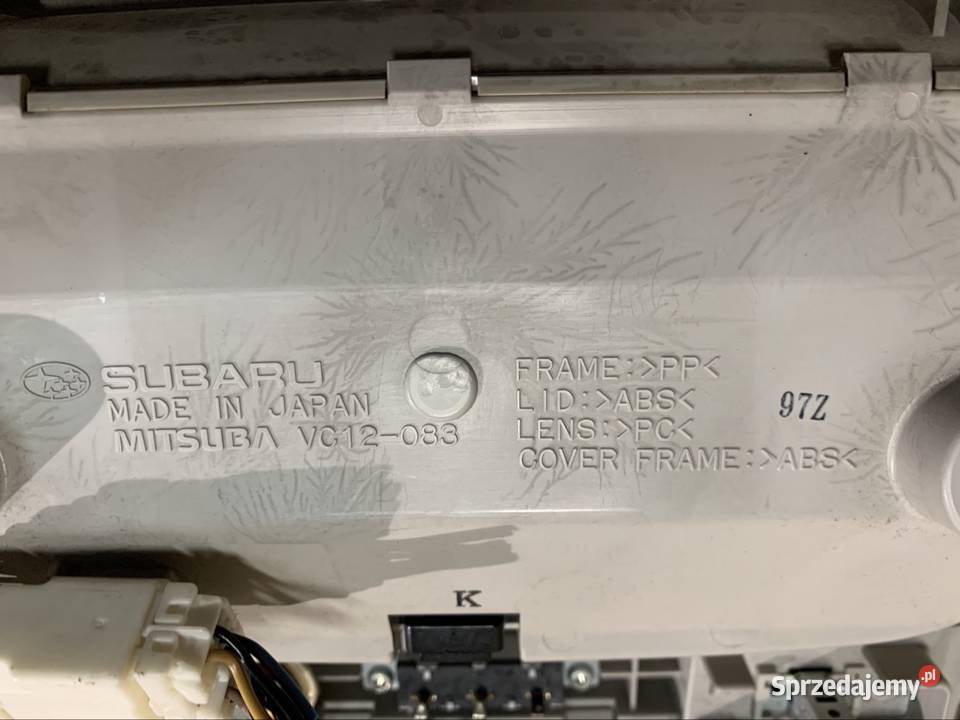 SUBARU
MADE IN JAPAN
MITSUBA VC12-083
FRAME:>PP<
LID:>ABS<
LENS:>PC<
COVER FRAME:>ABS<
97Z
K
Sprzedajemy.pl